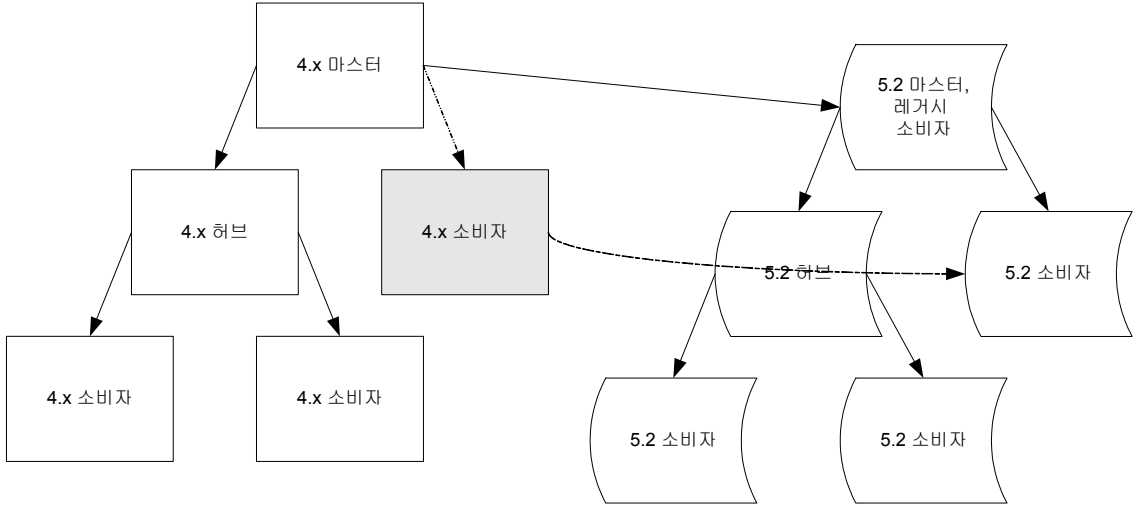 4.x 마스터
5.2 마스터,
레거시
소비자
4.x 허브
4.x 소비자
5.2 허브
5.2 소비자
4.x 소비자
4.x 소비자
5.2 소비자
5.2 소비자